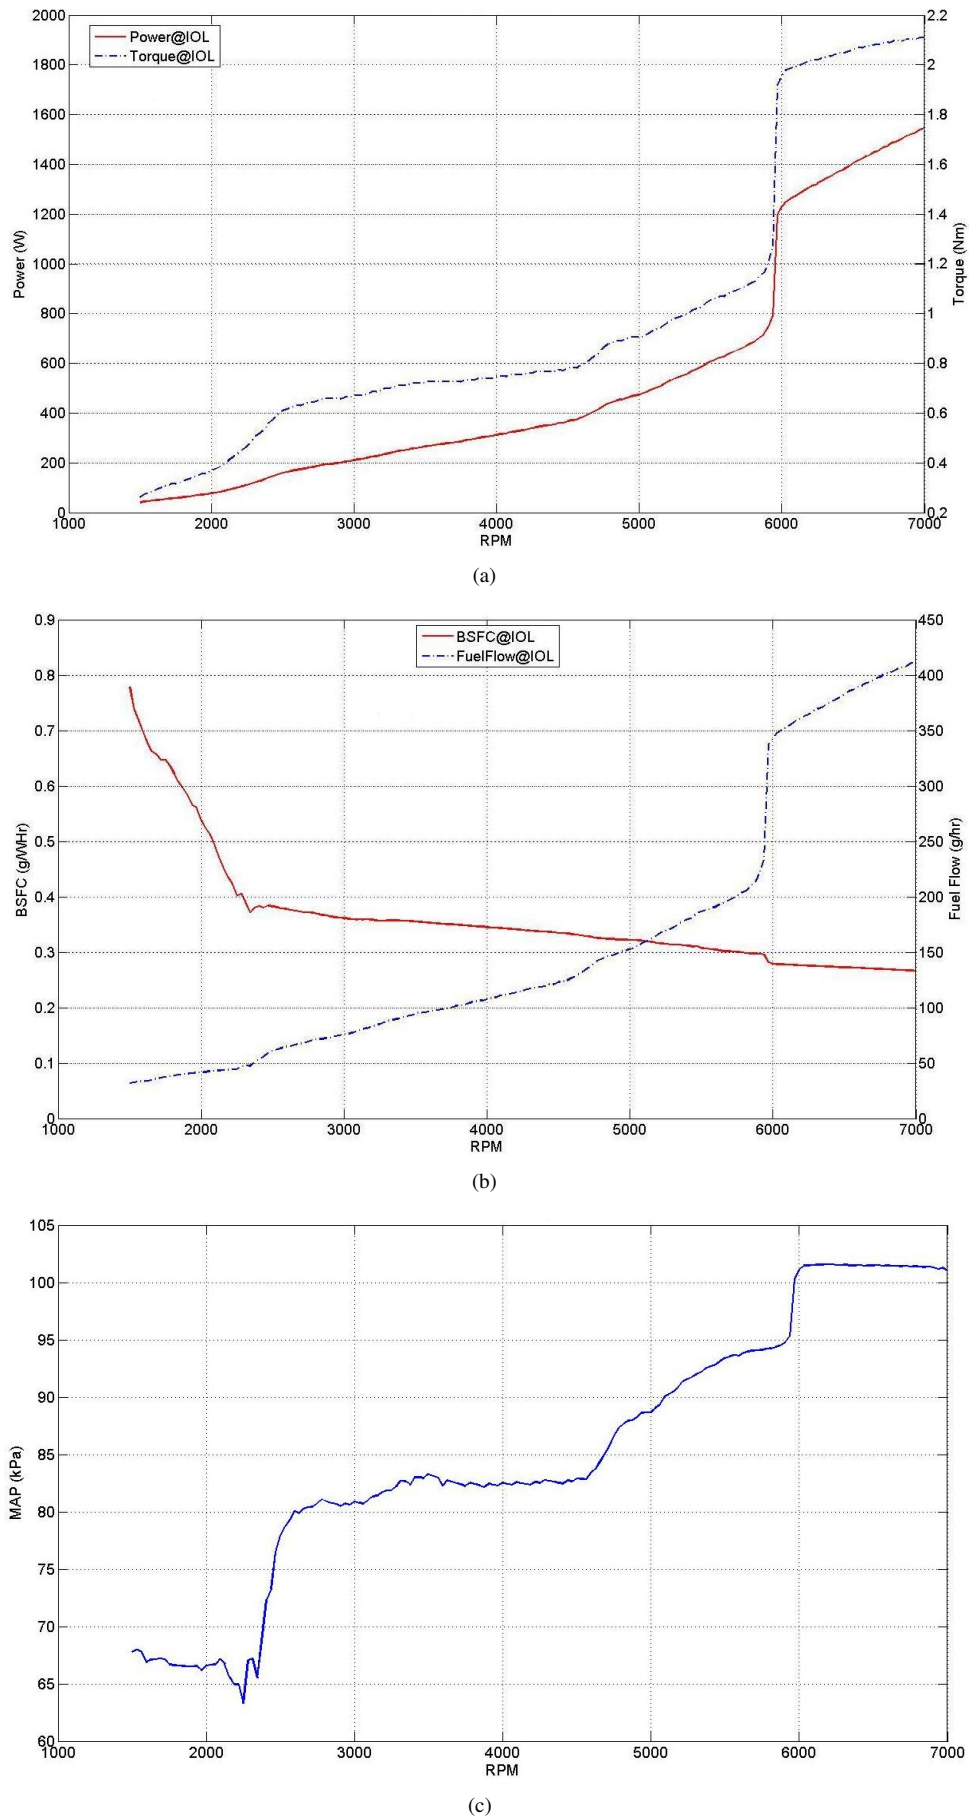 2000
2.2
Power@IOL
Torque@IOL
1800
2
1600
1.8
1400
1.6
1200
1.4
1000
1.2
800
1
600
0.8
400
0.6
200
0.4
0
0.2
Power (W)
Torque (Nm)
1000 2000 3000 4000 5000 6000 7000
RPM
(a)
0.9
450
BSFC@IOL
FuelFlow@IOL
0.8
400
0.7
350
0.6
300
0.5
250
0.4
200
0.3
150
0.2
100
0.1
50
0
0
BSFC (g/WHr)
Fuel Flow (g/hr)
1000 2000 3000 4000 5000 6000 7000
RPM
(b)
105
100
95
90
85
80
75
70
65
60
MAP (kPa)
1000 2000 3000 4000 5000 6000 7000
RPM
(c)